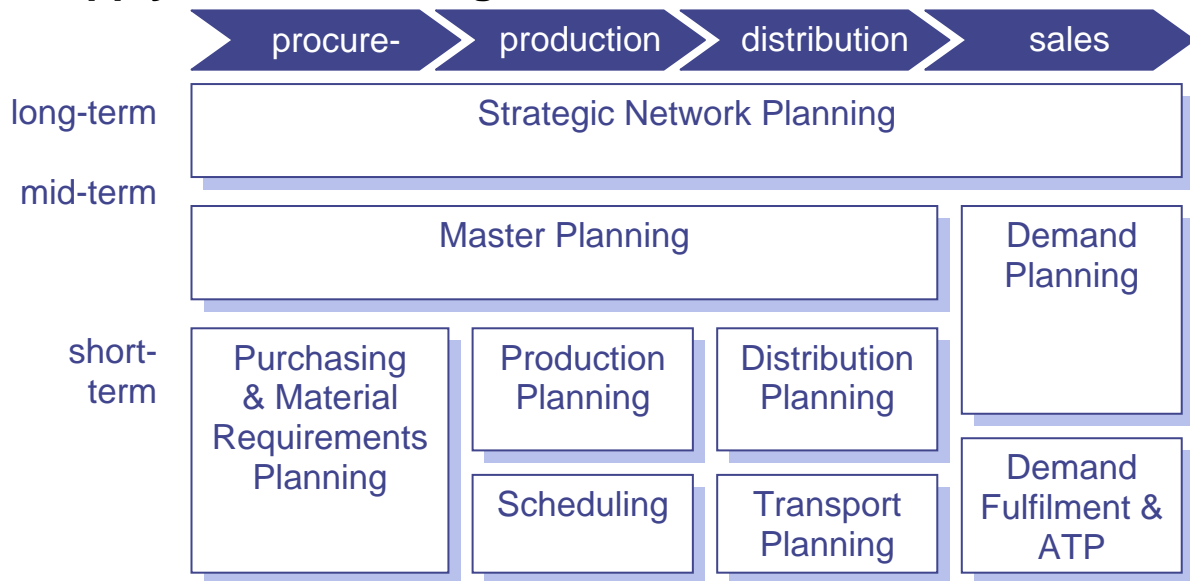 procure-
production
distribution
sales
long-term
Strategic Network Planning
mid-term
Master Planning
Demand
Planning
short-
term
Purchasing
& Material
Requirements
Planning
Production
Planning
Distribution
Planning
Scheduling
Transport
Planning
Demand
Fulfilment &
ATP